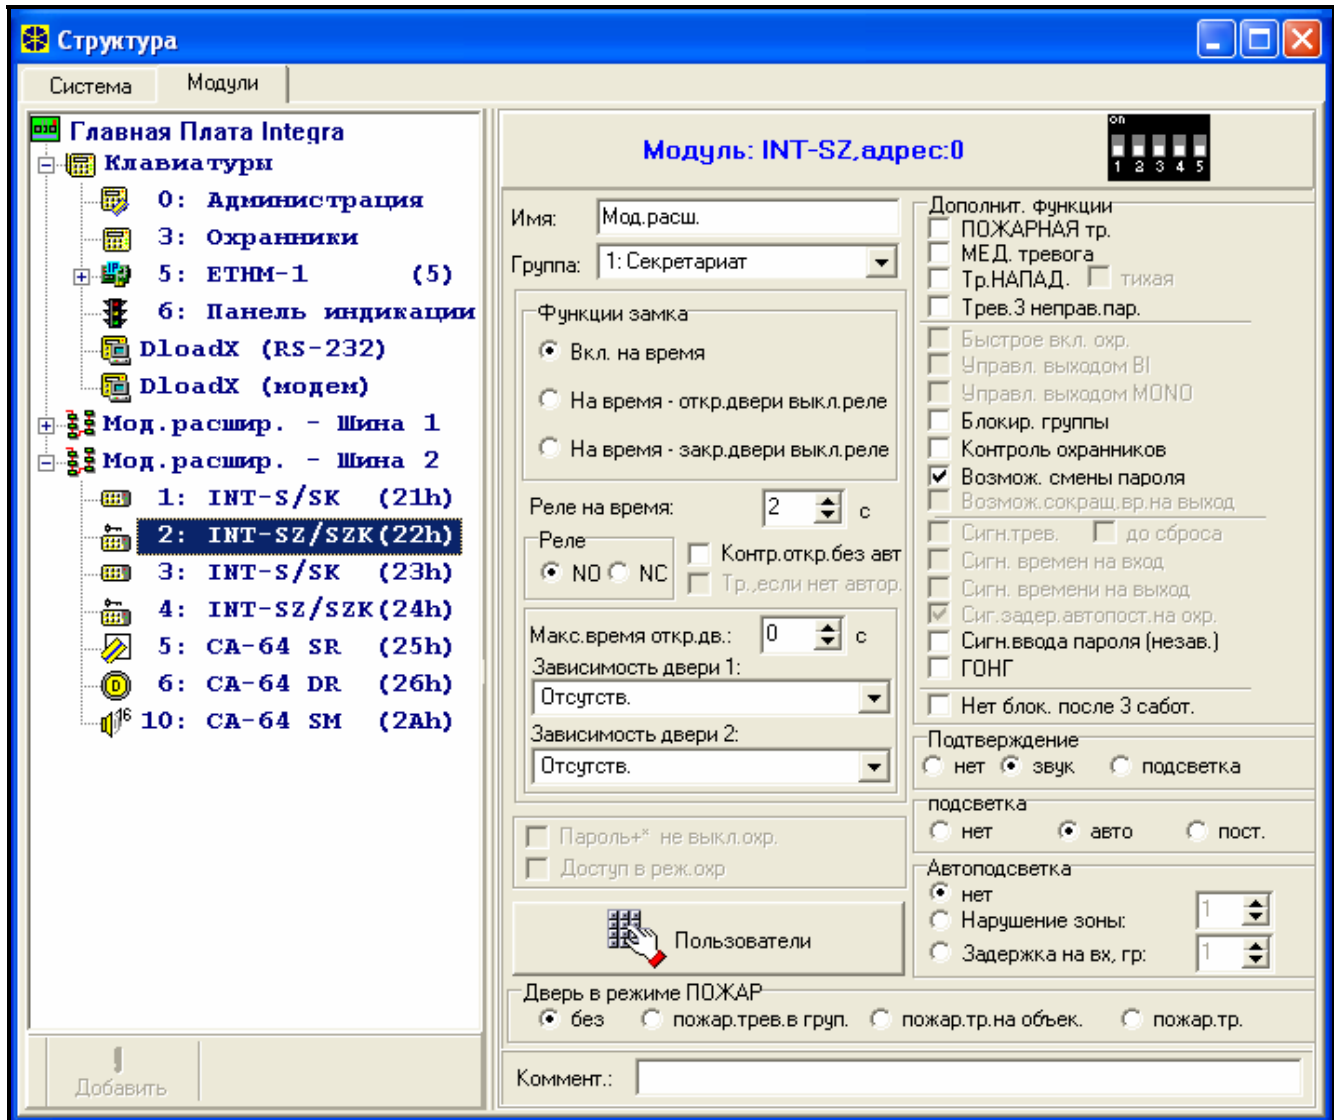 Структура
Система
Модули
Главная Плата Integra
Клавиатуры
0: Администрация
3: Охранники
5: ETHM-1 (5)
6: Панель индикации
DloadX (RS-232)
DloadX (модем)
Мод.расшир. - Шина 1
Мод.расшир. - Шина 2
1: INT-S/SK (21h)
2: INT-SZ/SZK(22h)
3: INT-S/SK (23h)
4: INT-SZ/SZK(24h)
5: CA-64 SR (25h)
6: CA-64 DR (26h)
10: CA-64 SM (2Ah)
Добавить
Модуль: INT-SZ,адрес:0
on
1 2 3 4 5
Имя: Мод.расш.
Группа: 1: Секретариат
Функции замка
Вкл. на время
На время - откр.двери выкл.реле
На время - закр.двери выкл.реле
Реле на время: 2 с
Реле
NO NC
Контр.откр.без авт
Тр.,если нет автор.
Макс.время откр.дв.: 0 с
Зависимость двери 1:
Отсутств.
Зависимость двери 2:
Отсутств.
Пароль+* не выкл.охр.
Доступ в реж.охр
Пользователи
Дополнит. функции
ПОЖАРНАЯ тр.
МЕД. тревога
Тр.НАПАД. тихая
Трев.3 неправ.пар.
Быстрое вкл. охр.
Управл. выходом BI
Управл. выходом MONO
Блокир. группы
Контроль охранников
Возмож. смены пароля
Возмож.сокращ.вр.на выход
Сигн.трев. до сброса
Сигн. времен на вход
Сигн. времени на выход
Сиг.задер.автопост.на охр.
Сигн.ввода пароля (незав.)
ГОНГ
Нет блок. после 3 сабот.
Подтверждение
нет звук подсветка
подсветка
нет авто пост.
Автоподсветка
нет
Нарушение зоны: 1
Задержка на вх, гр: 1
Дверь в режиме ПОЖАР
без пожар.трев.в груп. пожар.тр.на объек. пожар.тр.
Коммент.: